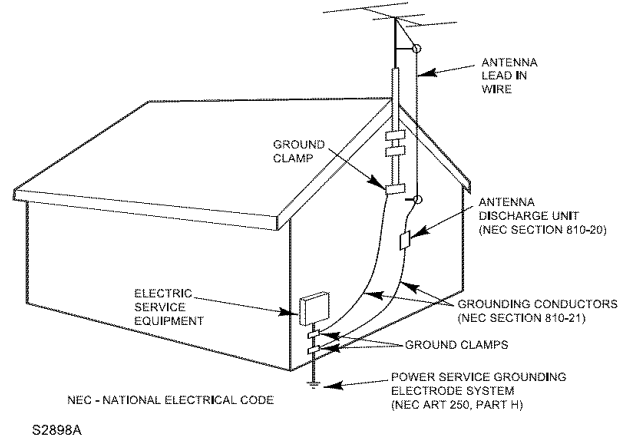 ANTENNA
LEAD IN
WIRE
GROUND
CLAMP
ANTENNA
DISCHARGE UNIT
(NEC SECTION 810-20)
ELECTRIC
SERVICE
EQUIPMENT
GROUNDING CONDUCTORS
(NEC SECTION 810-21)
GROUND CLAMPS
POWER SERVICE GROUNDING
ELECTRODE SYSTEM
(NEC ART 250, PART H)
NEC - NATIONAL ELECTRICAL CODE
S2898A